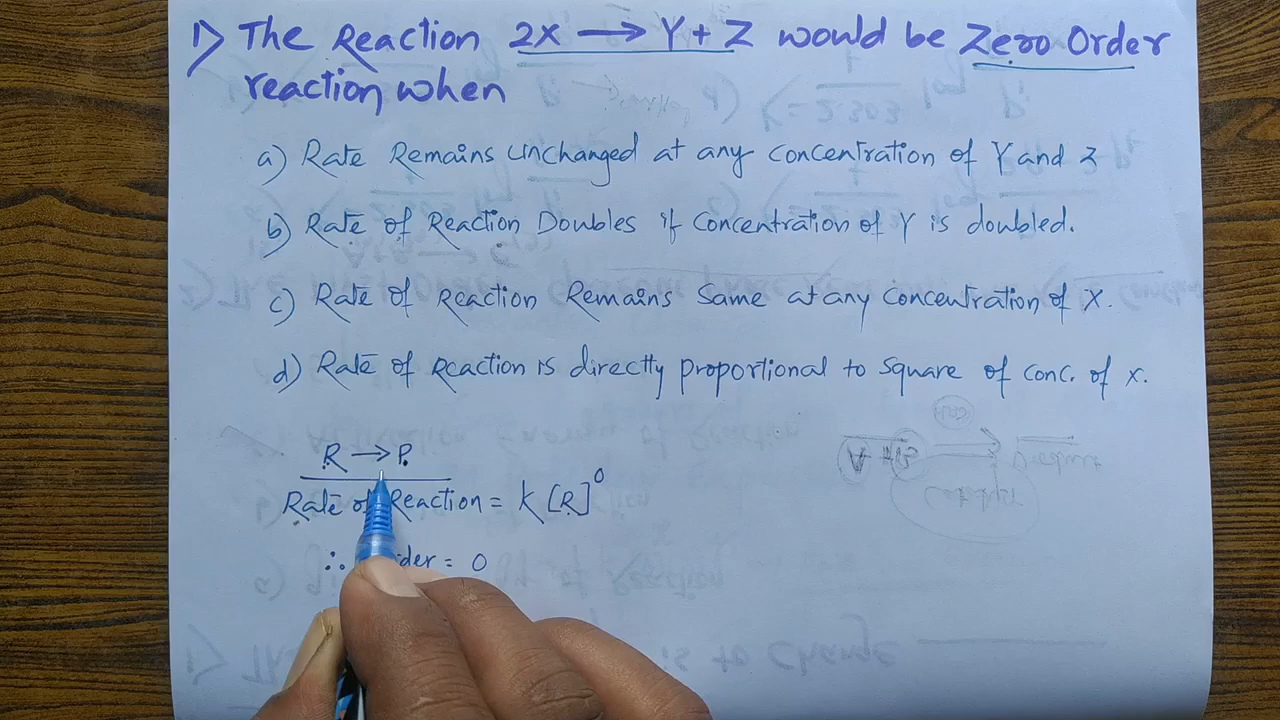 1) The Reaction 2X → Y + Z would be Zero Order
reaction when
a) Rate Remains Unchanged at any Concentration of Y and Z
b) Rate of Reaction Doubles if Concentration of Y is doubled.
c) Rate of Reaction Remains Same at any Concentration of X.
d) Rate of Reaction is directly proportional to Square of Conc. of X.
R → P
Rate of Reaction = K [R]⁰
∴ = 0